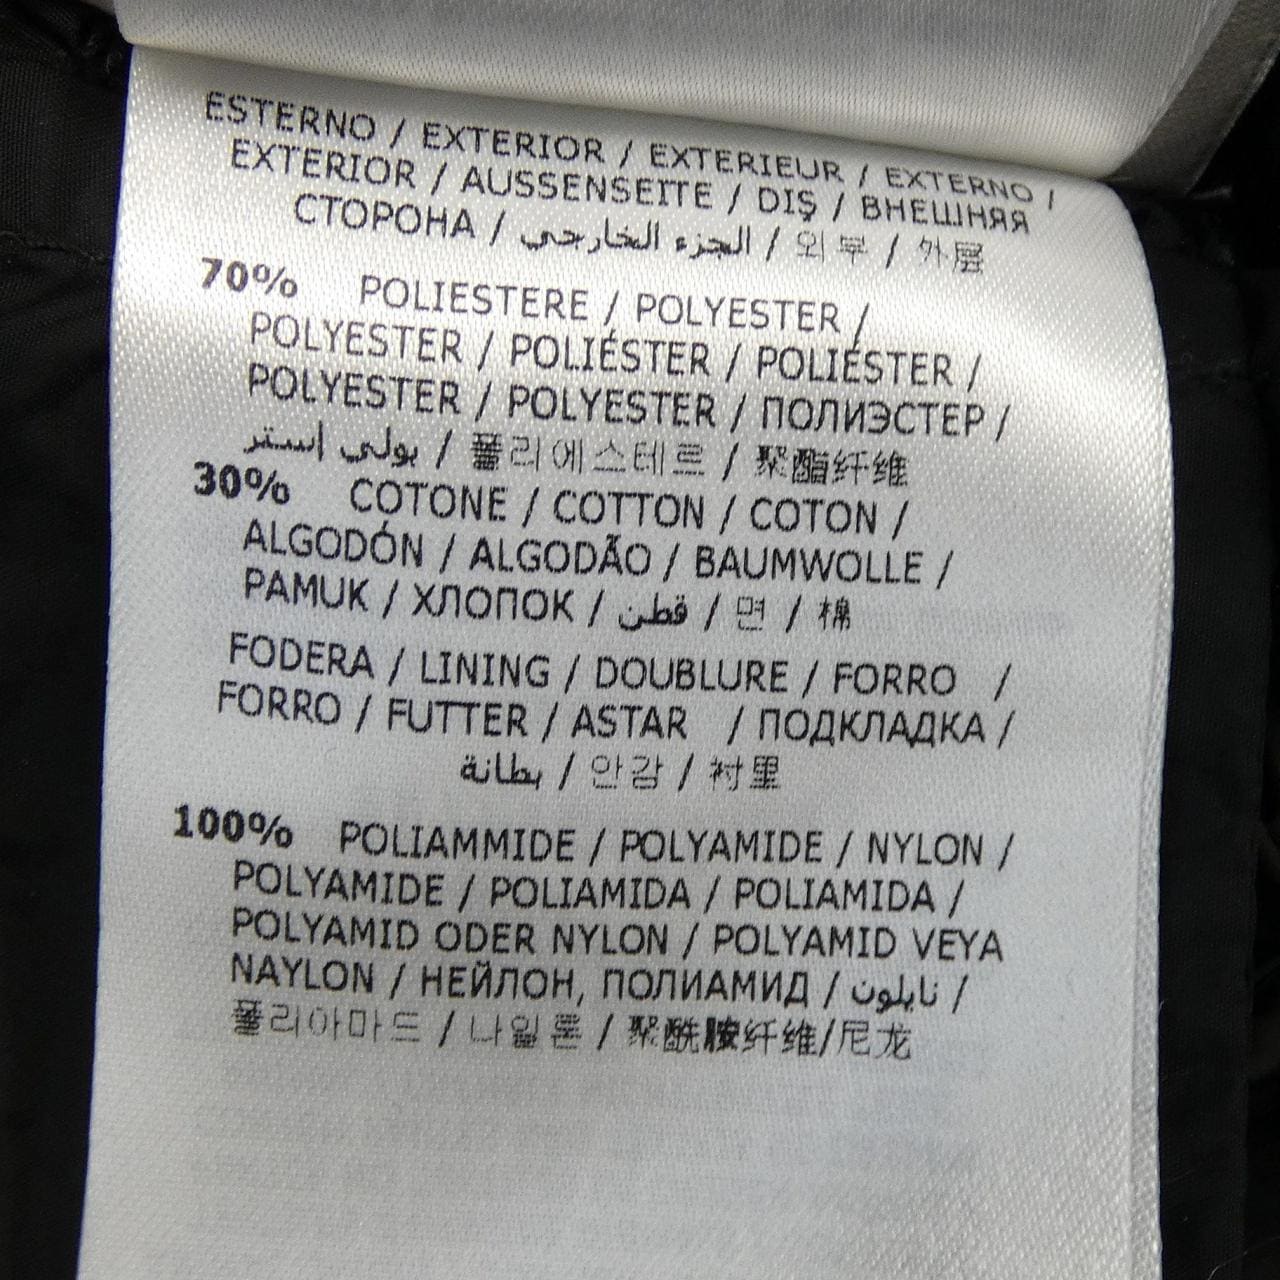 ESTERNO / EXTERIOR / EXTERIEUR / EXTERNO /
EXTERIOR / AUSSENSEITE / DIŞ / ВНЕШНЯЯ
СТОРОНА / الجزء الخارجي / 외부 / 外层
70% POLIESTERE / POLYESTER /
POLYESTER / POLIÉSTER / POLIÉSTER /
POLYESTER / POLYESTER / ПОЛИЭСТЕР /
بولي إستر / 폴리에스테르 / 聚酯纤维
30% COTONE / COTTON / COTON /
ALGODÓN / ALGODÃO / BAUMWOLLE /
PAMUK / ХЛОПОК / قطن / 면 / 棉
FODERA / LINING / DOUBLURE / FORRO /
FORRO / FUTTER / ASTAR / ПОДКЛАДКА /
بطانة / 안감 / 衬里
100% POLIAMMIDE / POLYAMIDE / NYLON /
POLYAMIDE / POLIAMIDA / POLIAMIDA /
POLYAMID ODER NYLON / POLYAMID VEYA
NAYLON / НЕЙЛОН, ПОЛИАМИД / نايلون /
폴리아마드 / 나일론 / 聚酰胺纤维/尼龙